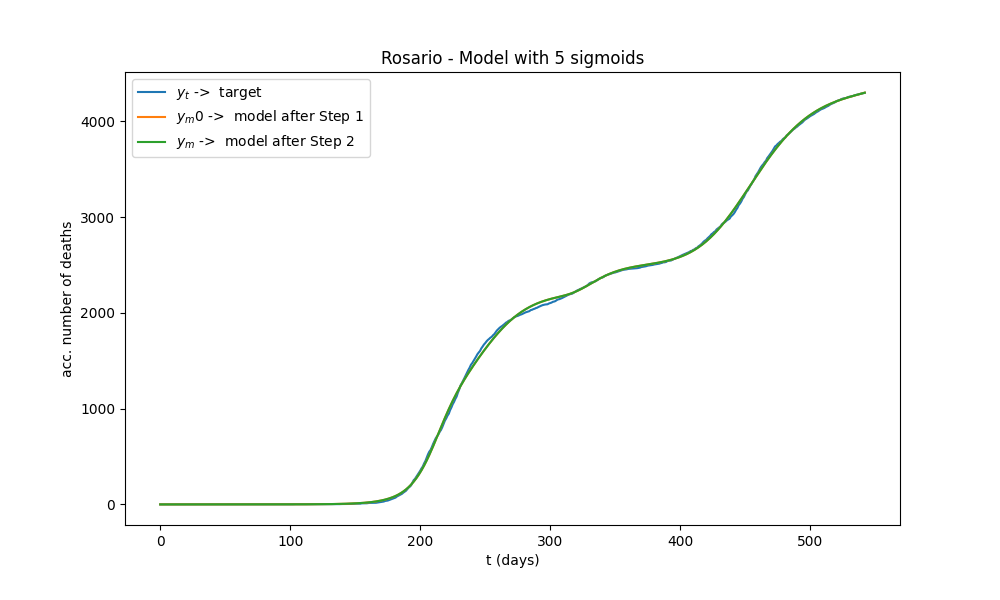 Rosario - Model with 5 sigmoids
y_t -> target
y_m0 -> model after Step 1
y_m -> model after Step 2
acc. number of deaths
4000
3000
2000
1000
0
0 100 200 300 400 500
t (days)